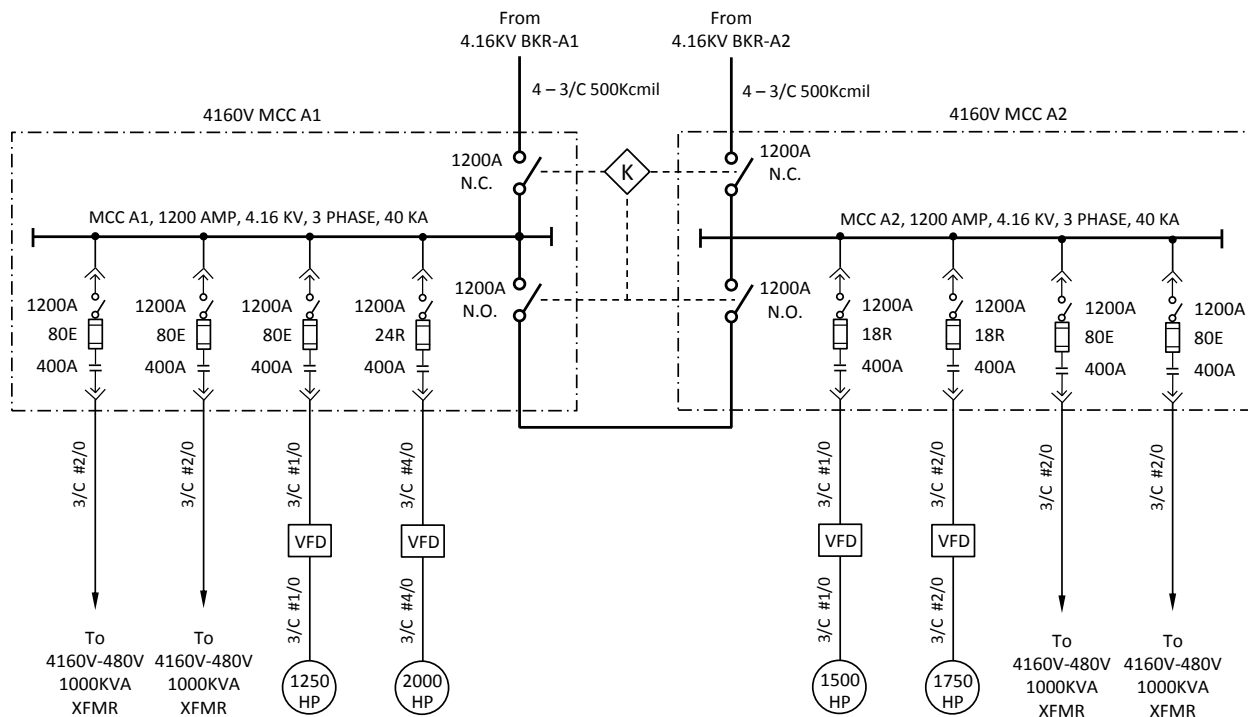 From
4.16KV BKR-A1
From
4.16KV BKR-A2
4 – 3/C 500Kcmil
4 – 3/C 500Kcmil
4160V MCC A1
4160V MCC A2
1200A
N.C.
K
1200A
N.C.
MCC A1, 1200 AMP, 4.16 KV, 3 PHASE, 40 KA
MCC A2, 1200 AMP, 4.16 KV, 3 PHASE, 40 KA
1200A
N.O.
1200A
N.O.
1200A
80E
400A
1200A
80E
400A
1200A
80E
400A
1200A
24R
400A
1200A
18R
400A
1200A
18R
400A
1200A
80E
400A
1200A
80E
400A
3/C #2/0
3/C #2/0
3/C #1/0
3/C #4/0
3/C #1/0
3/C #2/0
3/C #2/0
3/C #2/0
VFD
VFD
VFD
VFD
3/C #1/0
3/C #4/0
3/C #1/0
3/C #2/0
To
4160V-480V
1000KVA
XFMR
To
4160V-480V
1000KVA
XFMR
1250
HP
2000
HP
1500
HP
1750
HP
To
4160V-480V
1000KVA
XFMR
To
4160V-480V
1000KVA
XFMR